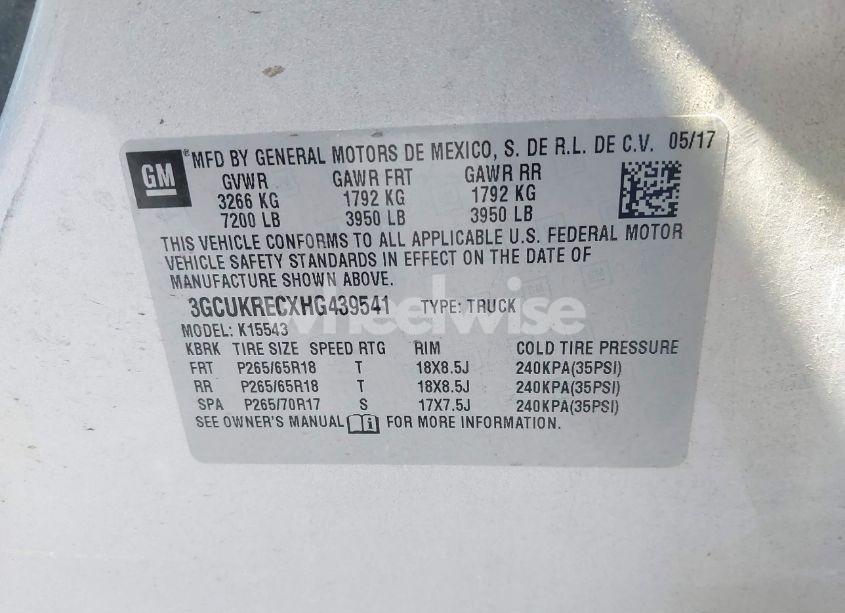 GM ® MFD BY GENERAL MOTORS DE MEXICO, S. DE R.L. DE C.V. 05/17
GVWR GAWR FRT GAWR RR
3266 KG 1792 KG 1792 KG
7200 LB 3950 LB 3950 LB
THIS VEHICLE CONFORMS TO ALL APPLICABLE U.S. FEDERAL MOTOR
VEHICLE SAFETY STANDARDS IN EFFECT ON THE DATE OF
MANUFACTURE SHOWN ABOVE.
3GCUKRECXHG439541 TYPE: TRUCK
wheelwise
MODEL: K15543
KBRK TIRE SIZE SPEED RTG RIM COLD TIRE PRESSURE
FRT P265/65R18 T 18X8.5J 240KPA(35PSI)
RR P265/65R18 T 18X8.5J 240KPA(35PSI)
SPA P265/70R17 S 17X7.5J 240KPA(35PSI)
SEE OWNER'S MANUAL FOR MORE INFORMATION.